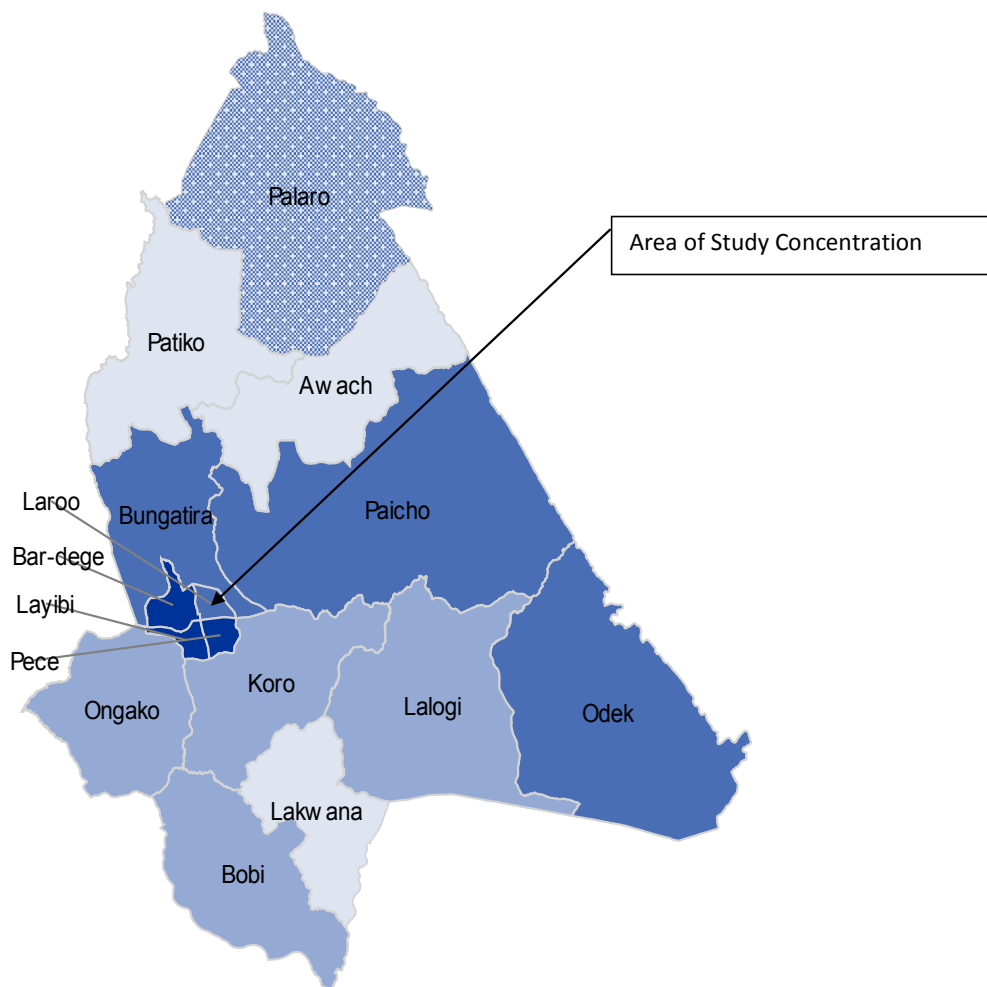 Palaro
Area of Study Concentration
Patiko
Aw ach
Laroo
Bungatira
Paicho
Bar-dege
Layibi
Pece
Koro
Ongako
Lalogi
Odek
Lakw ana
Bobi